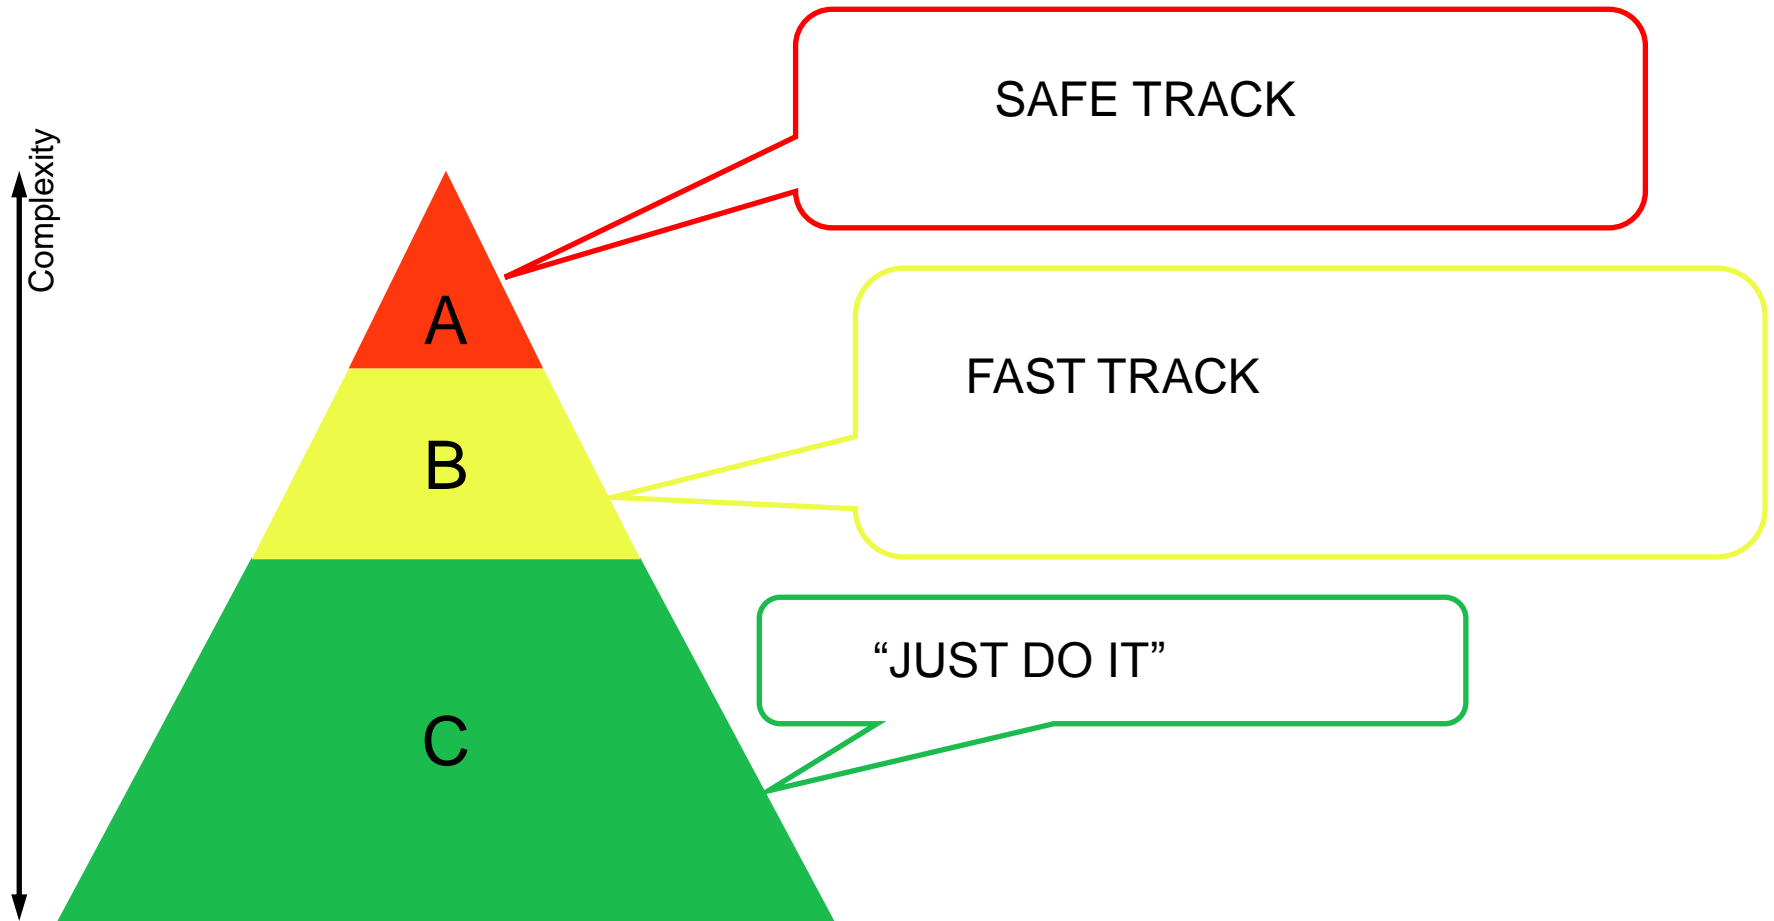 Complexity
SAFE TRACK
A
FAST TRACK
B
“JUST DO IT”
C